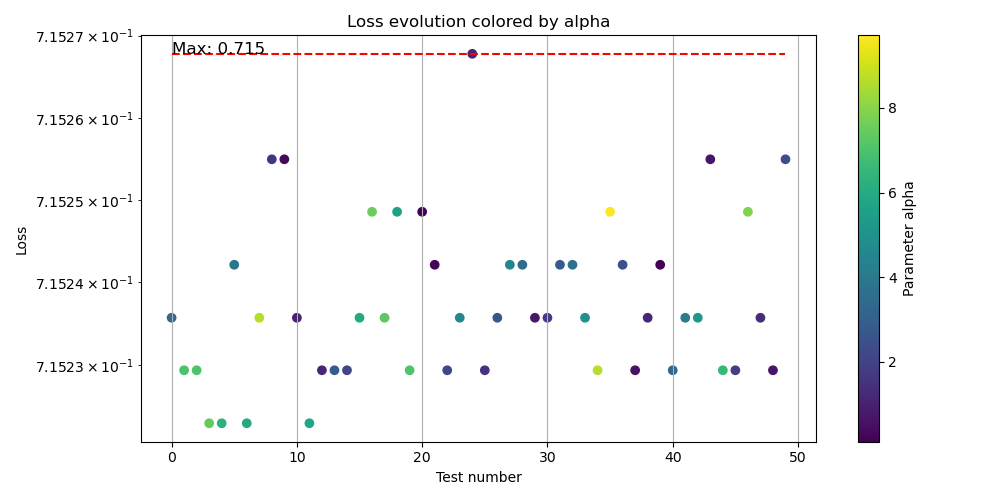 Loss evolution colored by alpha
Max: 0.715
7.1527 × 10⁻¹
7.1526 × 10⁻¹
7.1525 × 10⁻¹
7.1524 × 10⁻¹
7.1523 × 10⁻¹
Loss
0 10 20 30 40 50
Test number
8
6
4
2
Parameter alpha